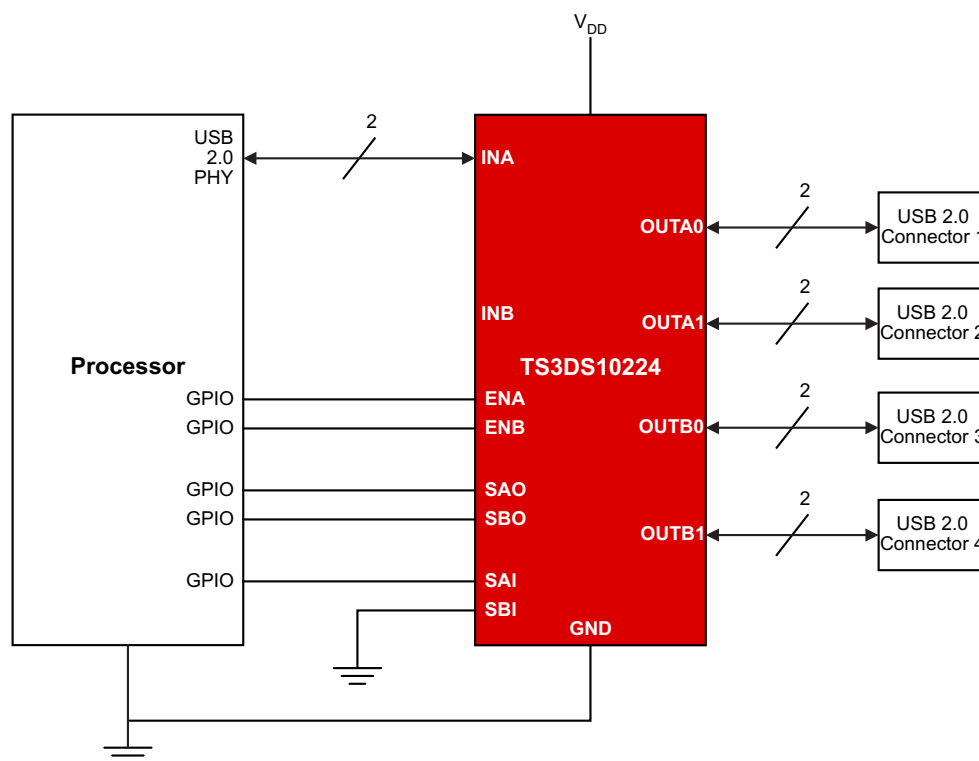 V_DD
2
USB
2.0
PHY
INA
2
OUTA0
USB 2.0
Connector 1
2
INB
OUTA1
USB 2.0
Connector 2
Processor
TS3DS10224
2
GPIO
ENA
GPIO
ENB
OUTB0
USB 2.0
Connector 3
2
GPIO
SAO
GPIO
SBO
OUTB1
USB 2.0
Connector 4
GPIO
SAI
SBI
GND